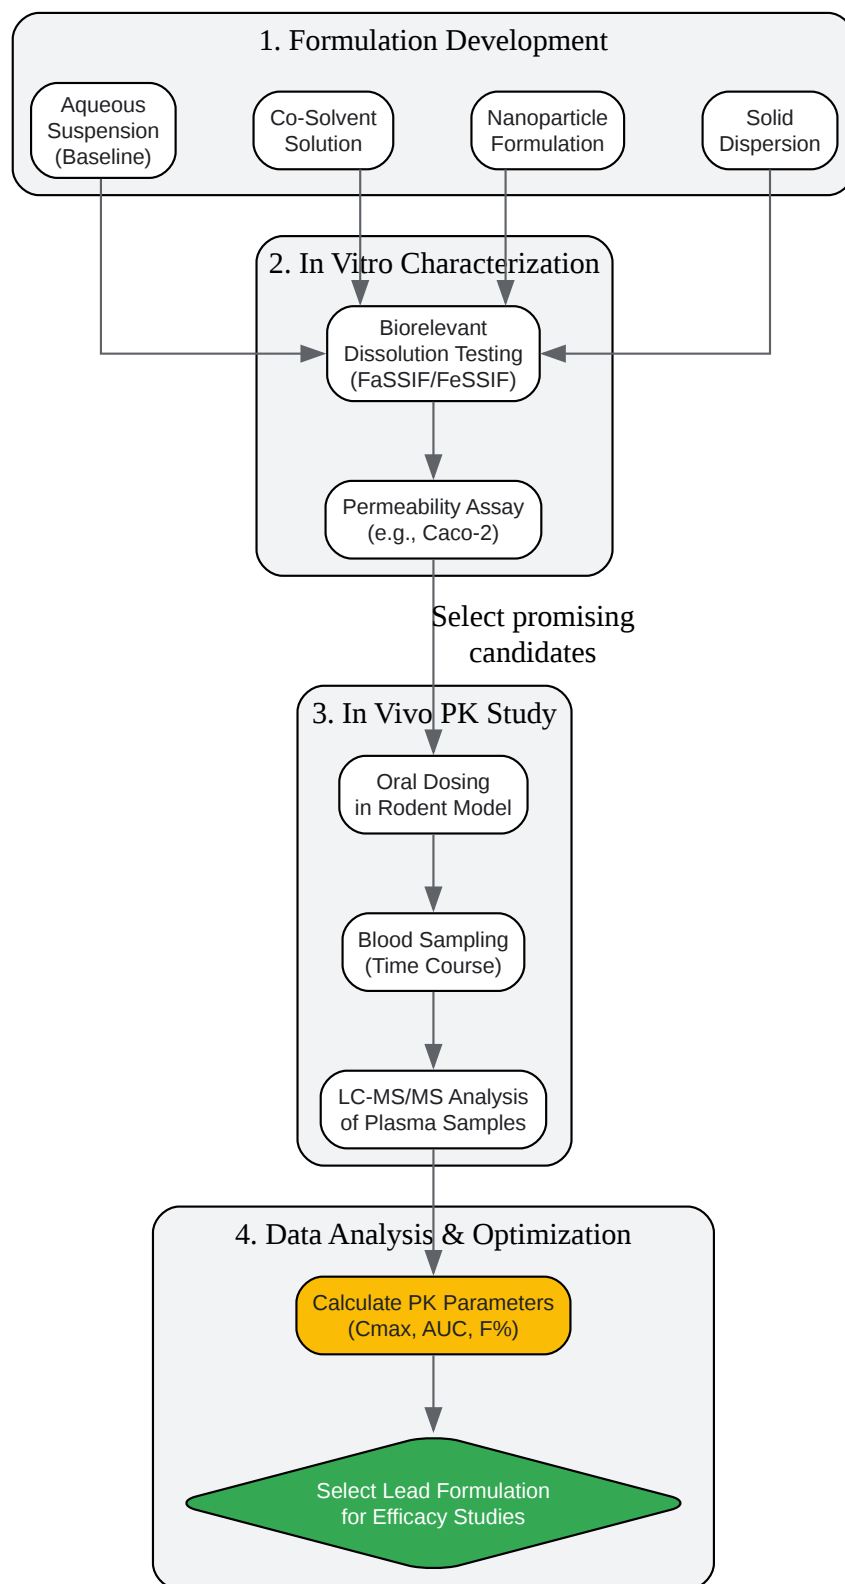 1. Formulation Development
Aqueous
Suspension
(Baseline)
Co-Solvent
Solution
Nanoparticle
Formulation
Solid
Dispersion
2. In Vitro Characterization
Biorelevant
Dissolution Testing
(FaSSIF/FeSSIF)
Permeability Assay
(e.g., Caco-2)
Select promising
candidates
3. In Vivo PK Study
Oral Dosing
in Rodent Model
Blood Sampling
(Time Course)
LC-MS/MS Analysis
of Plasma Samples
4. Data Analysis & Optimization
Calculate PK Parameters
(Cmax, AUC, F%)
Select Lead Formulation
for Efficacy Studies